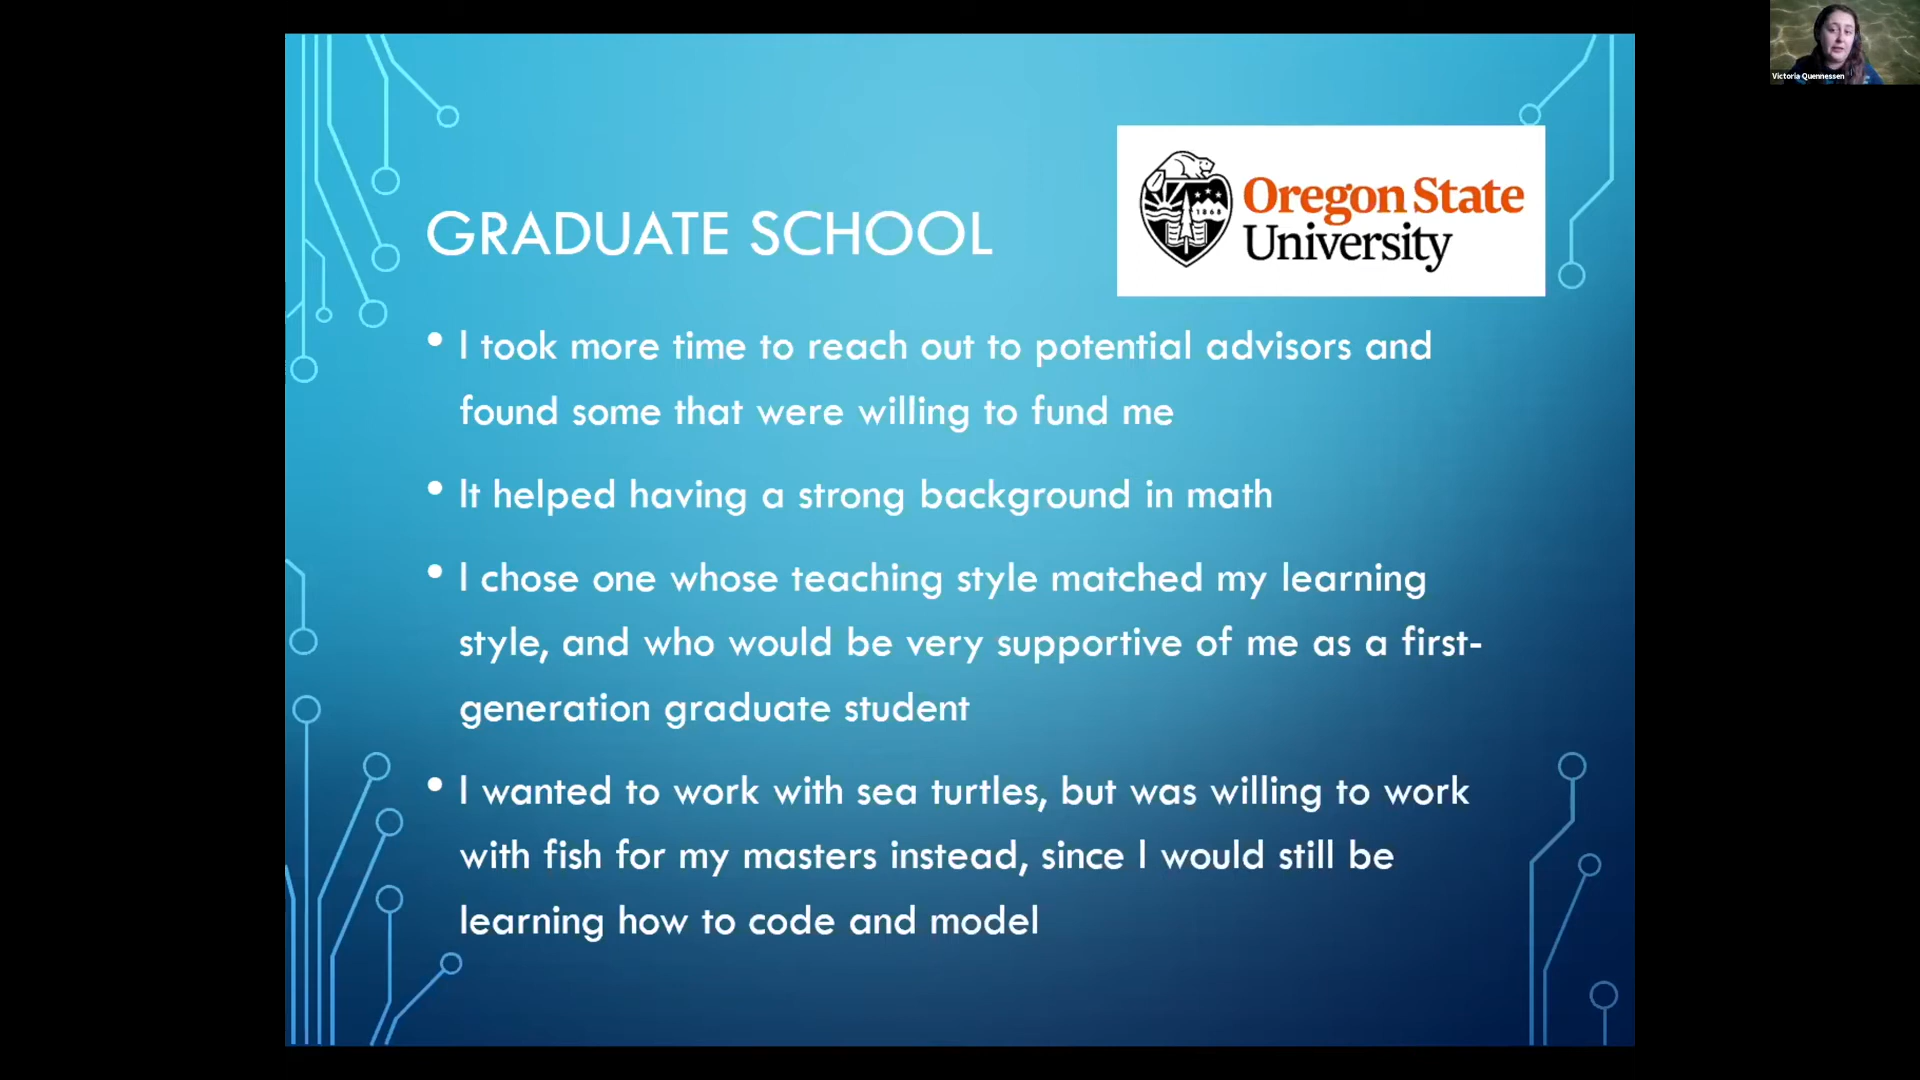 Victoria Quennessen
1868
Oregon State
University
GRADUATE SCHOOL
• I took more time to reach out to potential advisors and
found some that were willing to fund me
• It helped having a strong background in math
• I chose one whose teaching style matched my learning
style, and who would be very supportive of me as a first-
generation graduate student
• I wanted to work with sea turtles, but was willing to work
with fish for my masters instead, since I would still be
learning how to code and model